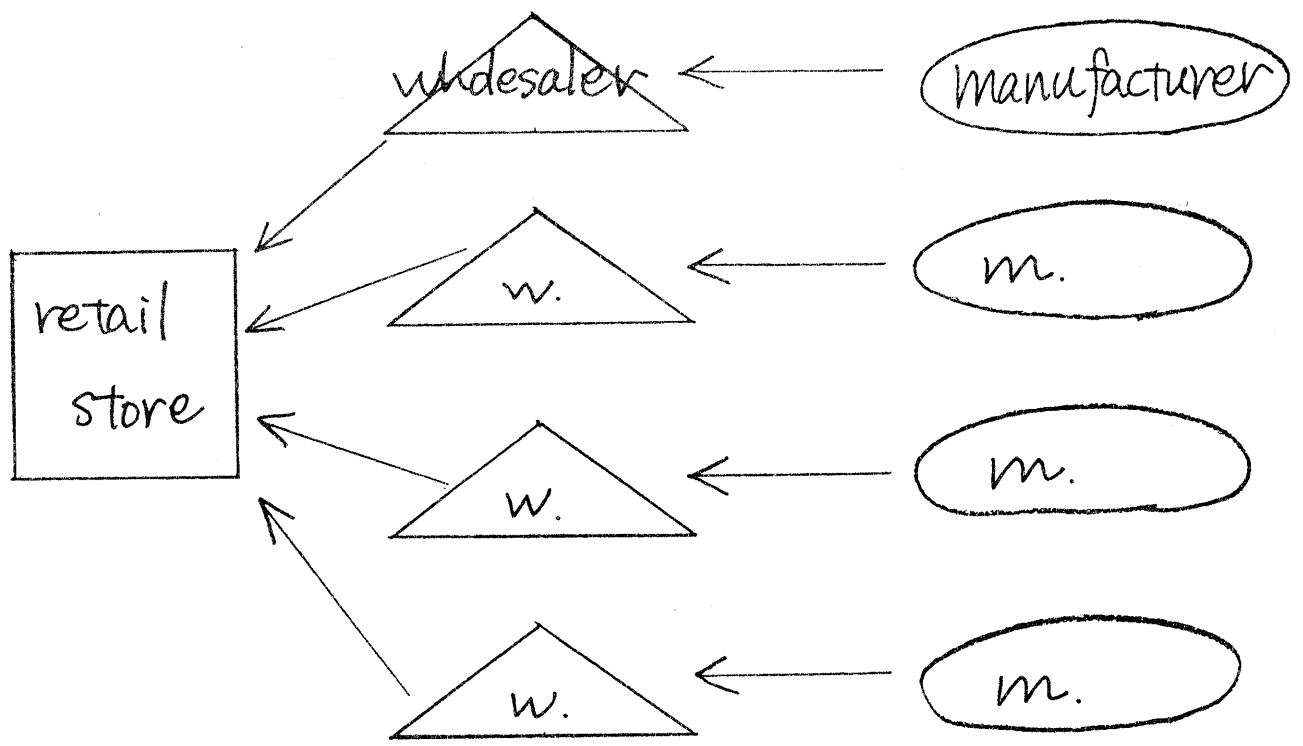 wholesaler
manufacturer
w.
m.
retail
store
w.
m.
w.
m.